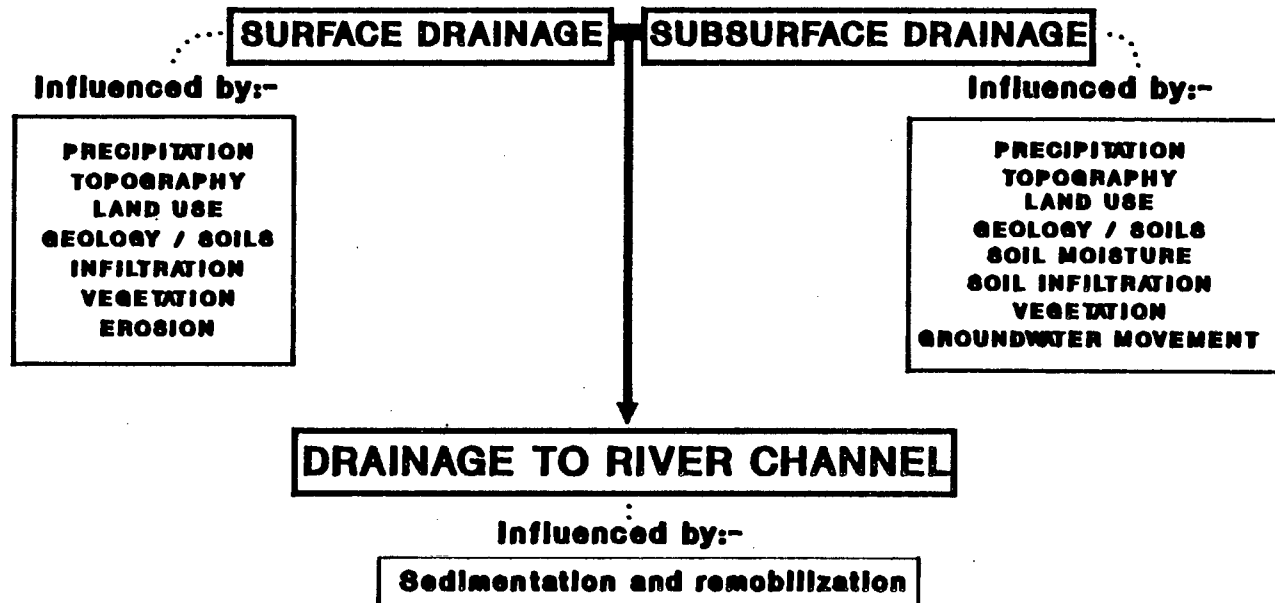 SURFACE DRAINAGE
SUBSURFACE DRAINAGE
Influenced by:-
PRECIPITATION
TOPOGRAPHY
LAND USE
GEOLOGY / SOILS
INFILTRATION
VEGETATION
EROSION
Influenced by:-
PRECIPITATION
TOPOGRAPHY
LAND USE
GEOLOGY / SOILS
SOIL MOISTURE
SOIL INFILTRATION
VEGETATION
GROUNDWATER MOVEMENT
DRAINAGE TO RIVER CHANNEL
Influenced by:-
Sedimentation and remobilization